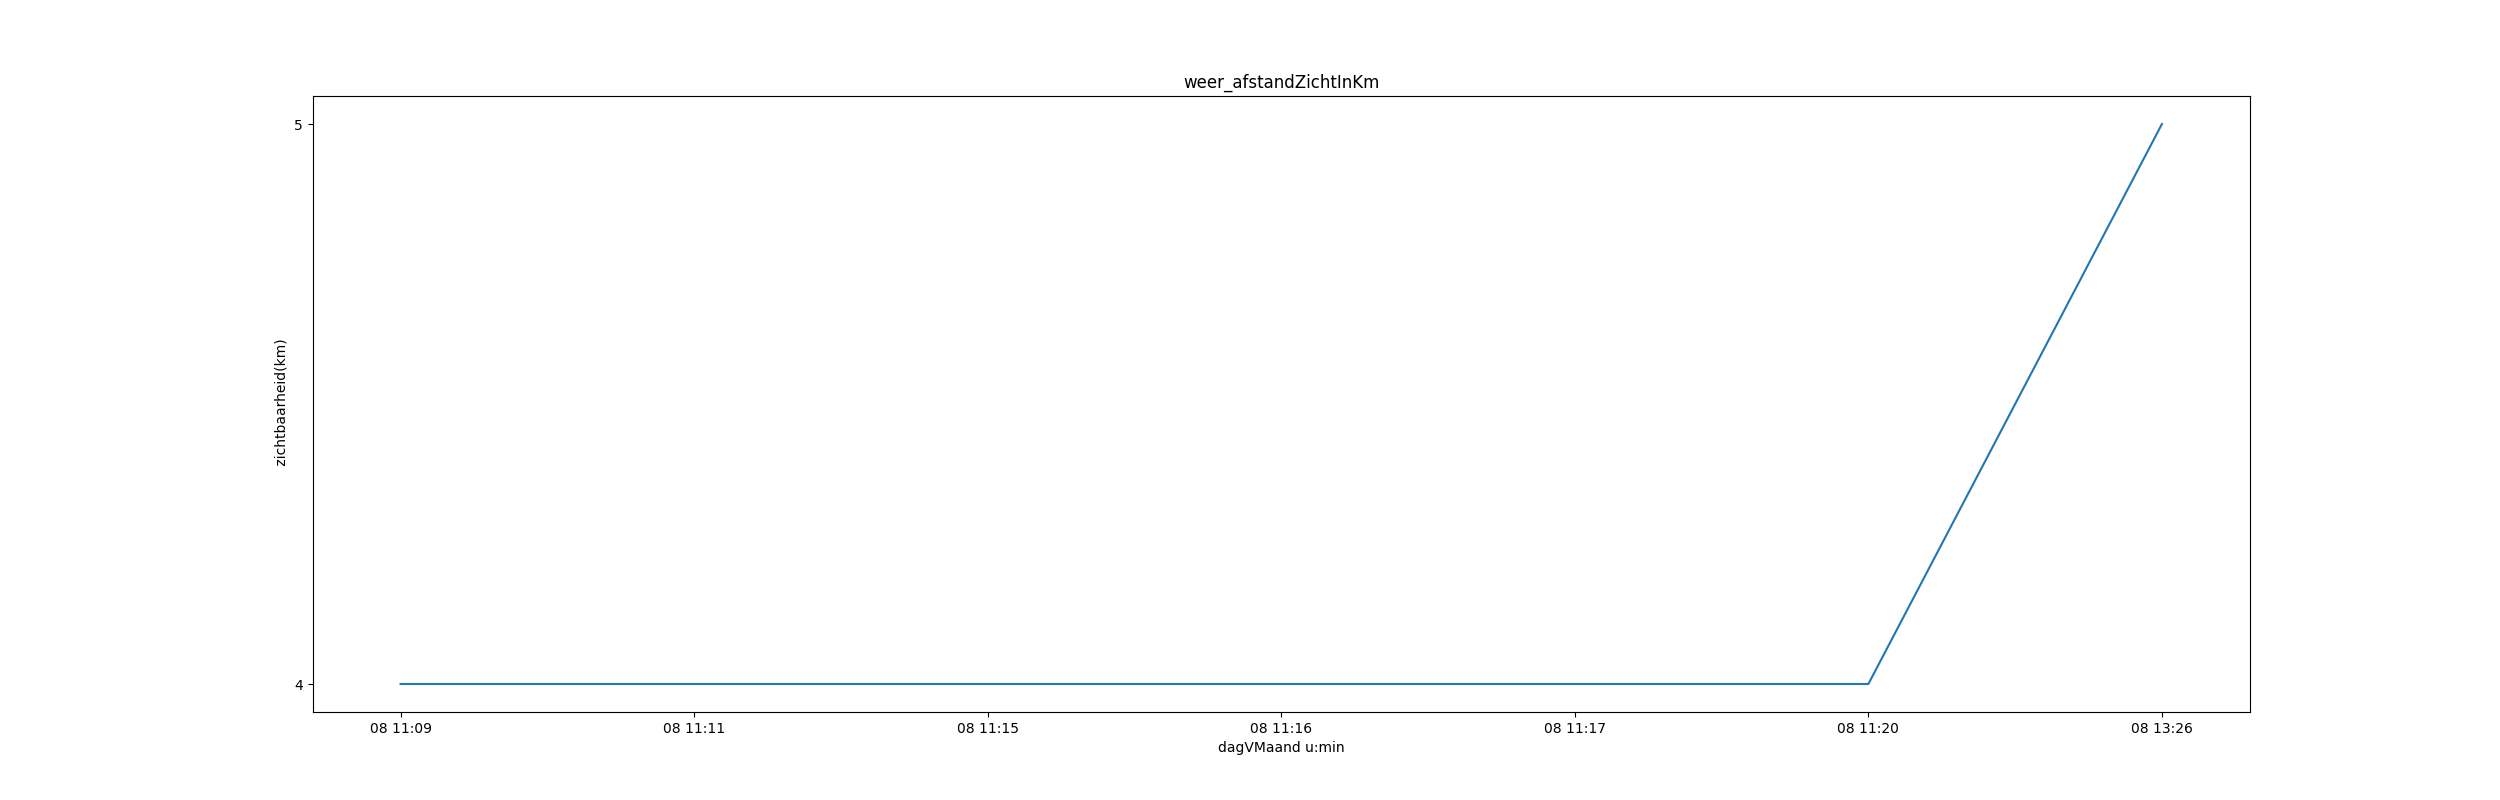 weer_afstandZichtInKm
5
zichtbaarheid(km)
4
08 11:09 08 11:11 08 11:15 08 11:16 08 11:17 08 11:20 08 13:26
dagVMaand u:min